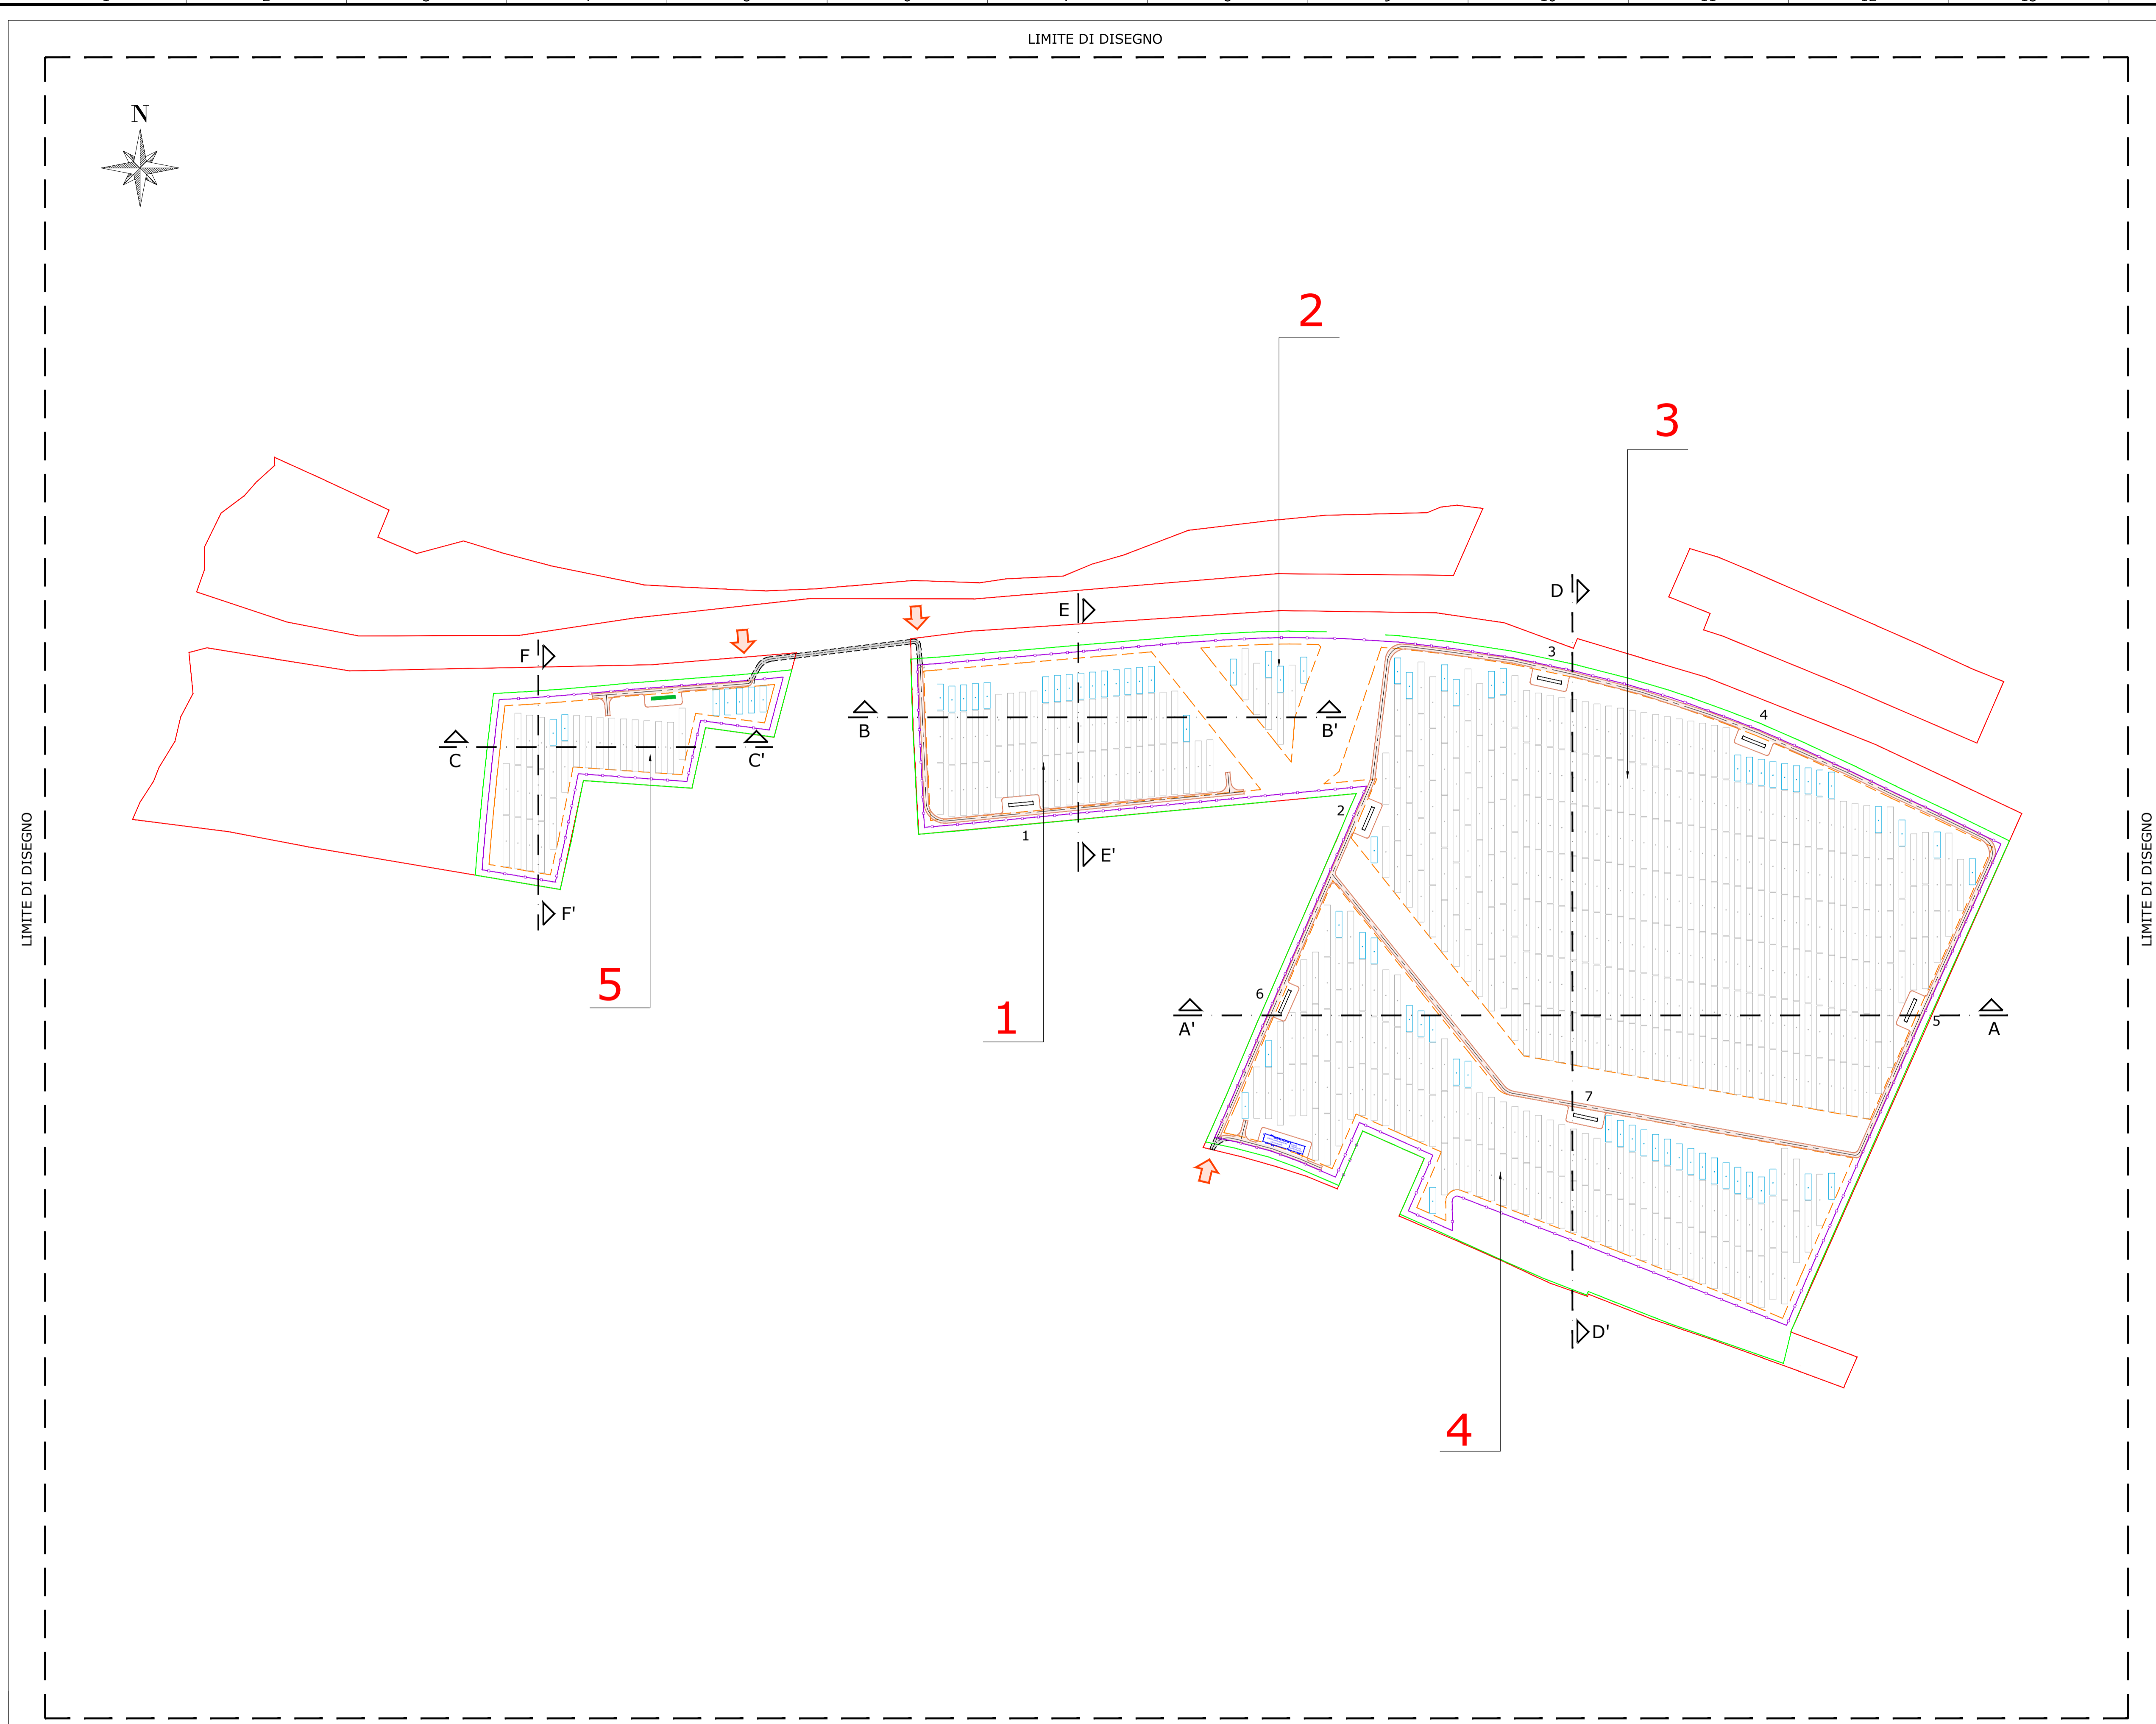 LIMITE DI DISEGNO
N
2
3
D
E
3
F
4
B
B'
C
C'
2
1
E'
LIMITE DI DISEGNO
LIMITE DI DISEGNO
F'
5
6
1
A'
5
A
7
D'
4